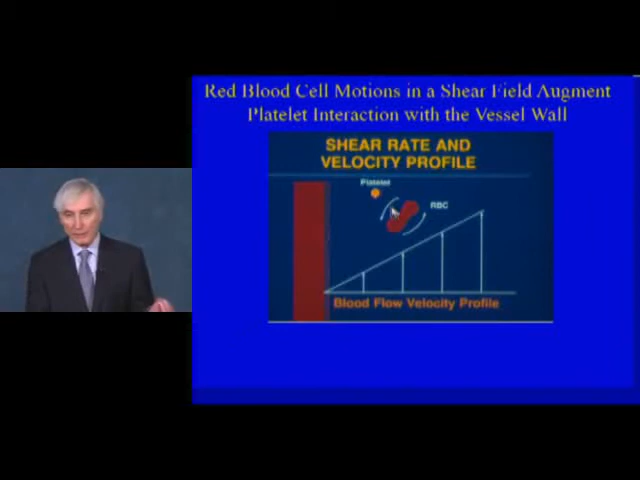 Red Blood Cell Motions in a Shear Field Augment
Platelet Interaction with the Vessel Wall
SHEAR RATE AND
VELOCITY PROFILE
Platelet
RBC
Blood Flow Velocity Profile